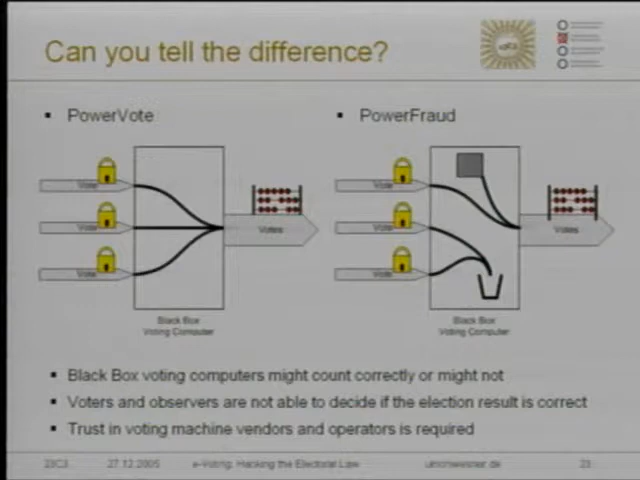 Can you tell the difference?
PowerVote
PowerFraud
Vote
Vote
Vote
Votes
Black Box
Voting Computer
Vote
Vote
Vote
Votes
Black Box
Voting Computer
Black Box voting computers might count correctly or might not
Voters and observers are not able to decide if the election result is correct
Trust in voting machine vendors and operators is required
27.12.2005
e-Voting: Hacking the Electoral Law
ulrichwiesner.de
23